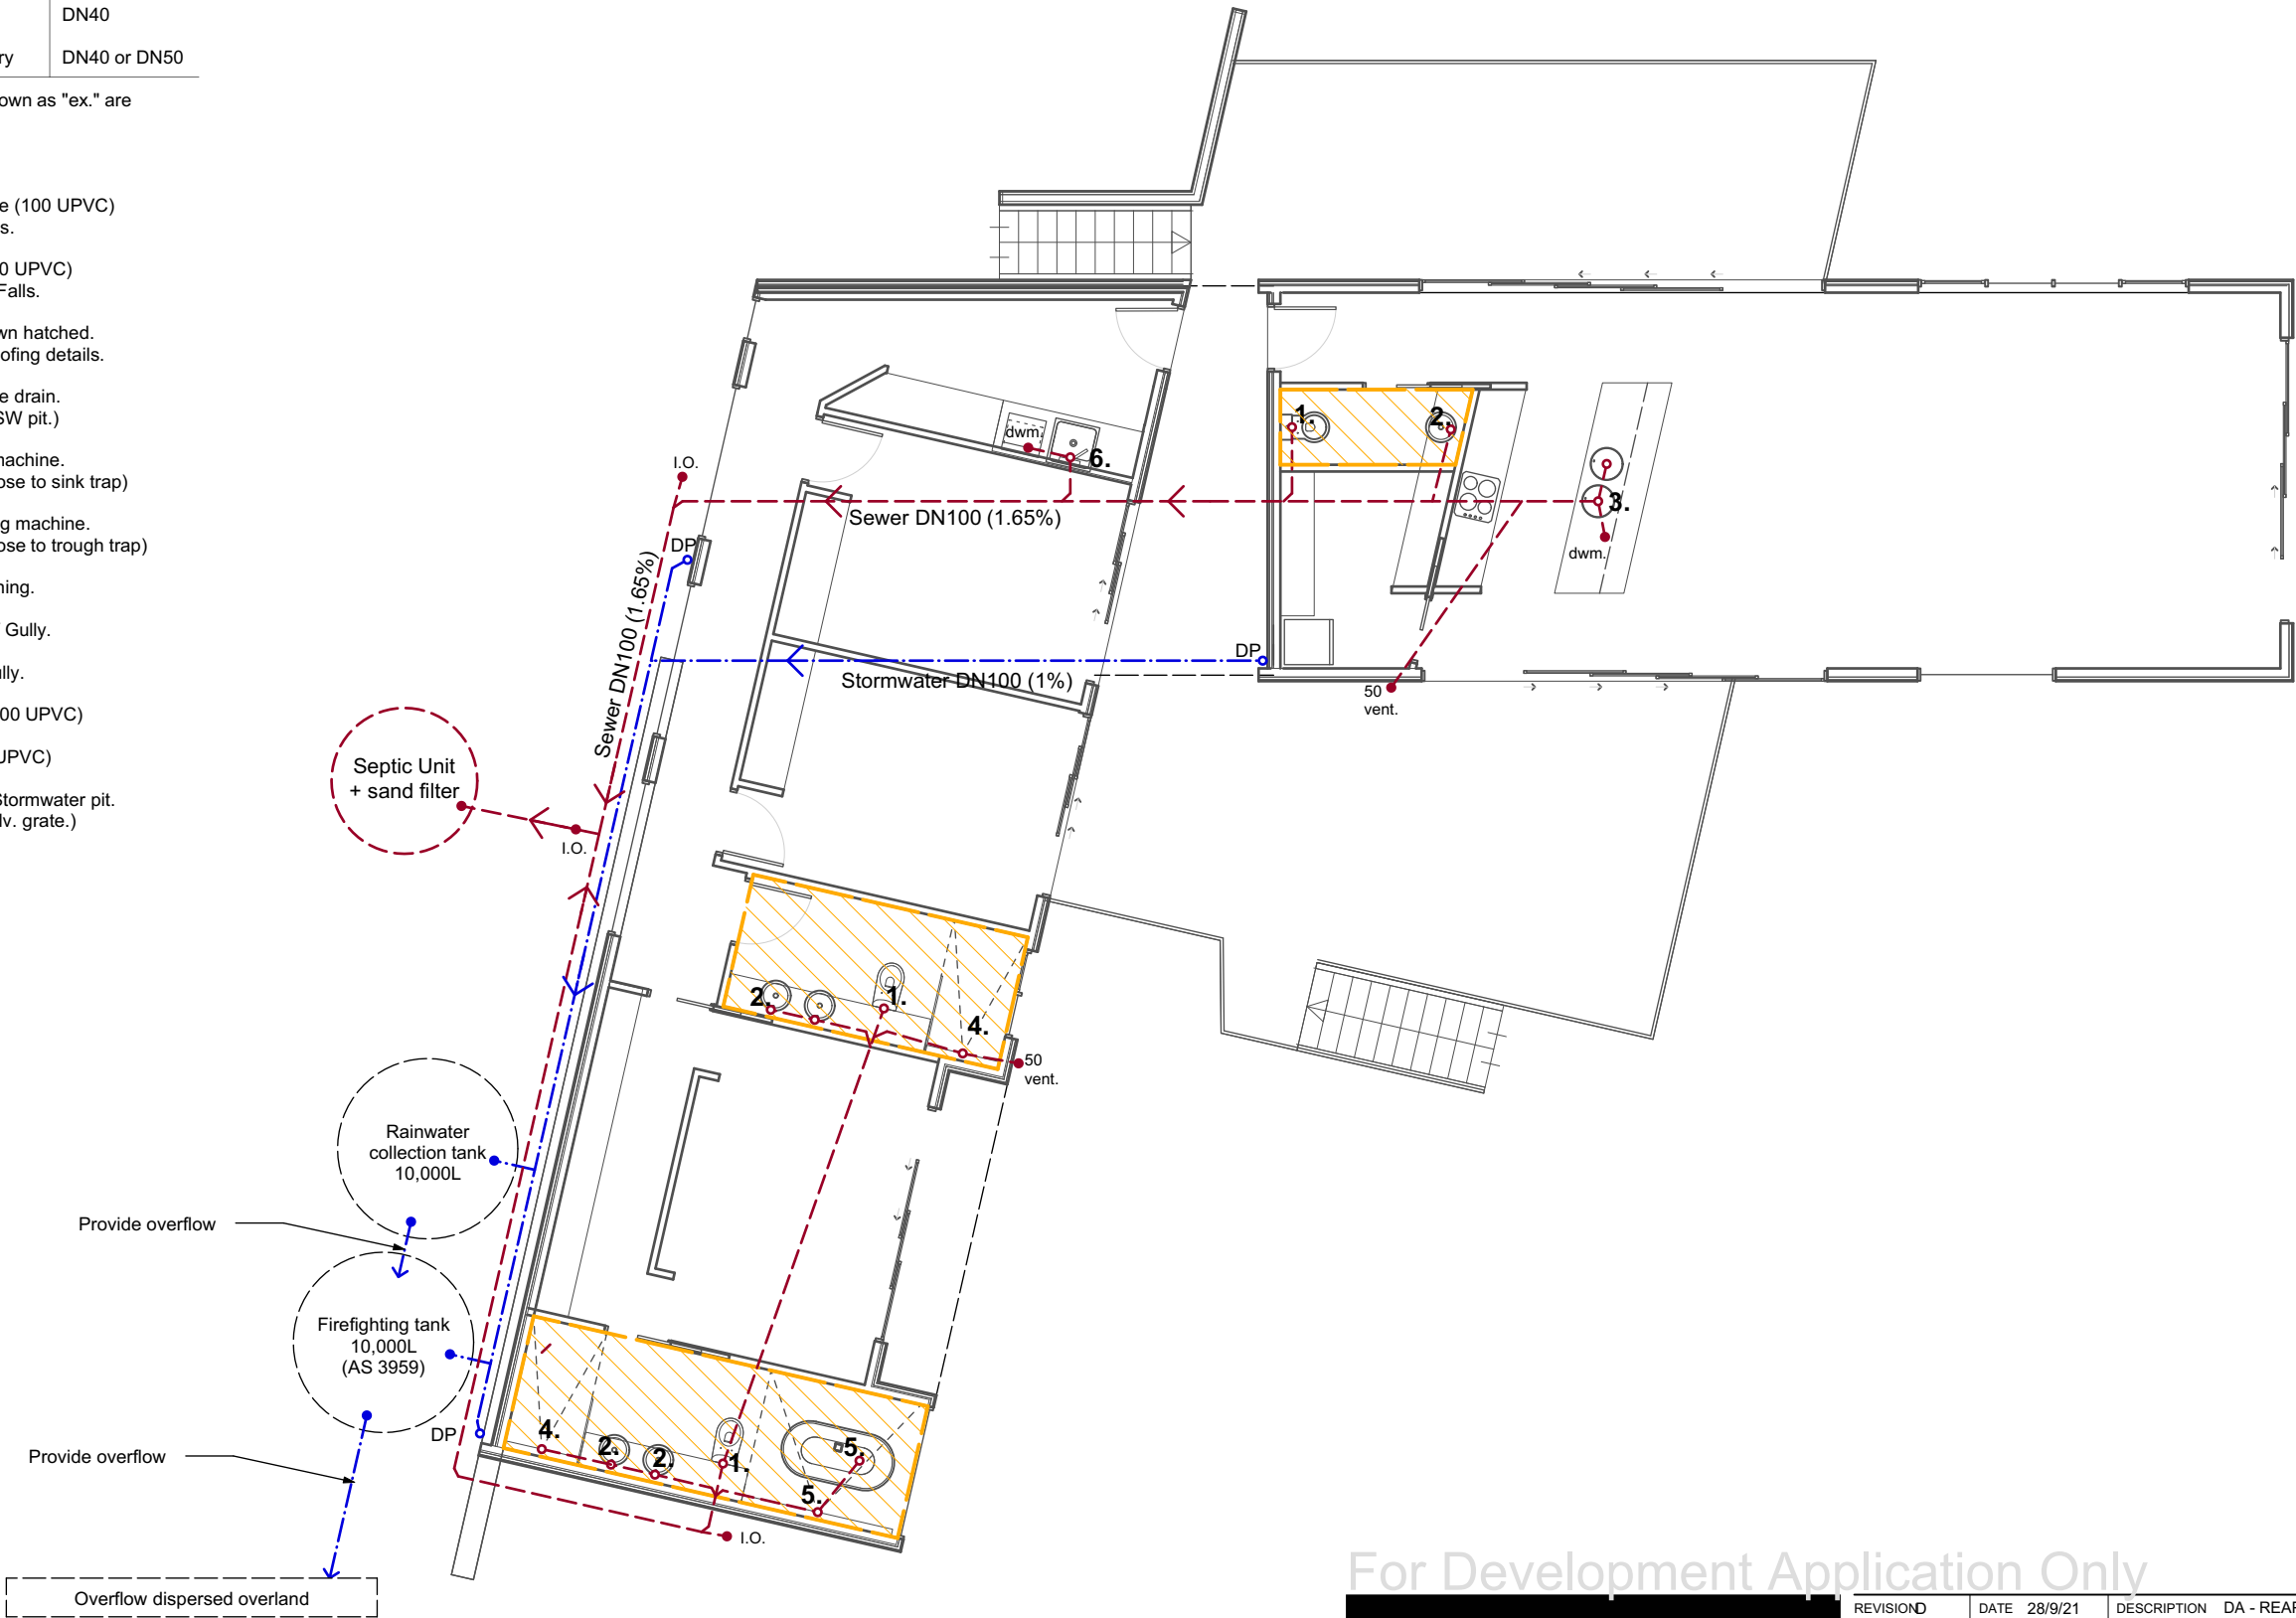 DN40
ry DN40 or DN50
own as "ex." are
e (100 UPVC)
s.
0 UPVC)
Falls.
wn hatched.
ofing details.
e drain.
SW pit.)
machine.
ose to sink trap)
g machine.
ose to trough trap)
ning.
Gully.
ully.
00 UPVC)
UPVC)
Stormwater pit.
lv. grate.)
dwm.
6.
I.O.
Sewer DN100 (1.65%)
1.
2.
3.
dwm.
DP
Sewer DN100 (1.65%)
DP
Stormwater DN100 (1%)
50
vent.
Septic Unit
+ sand filter
I.O.
2.
1.
4.
50
vent.
Rainwater
collection tank
10,000L
Provide overflow
Firefighting tank
10,000L
(AS 3959)
DP
Provide overflow
4.
2.
2.
1.
5.
5.
I.O.
Overflow dispersed overland
For Development Application Only
REVISION D DATE 28/9/21 DESCRIPTION DA - REAP